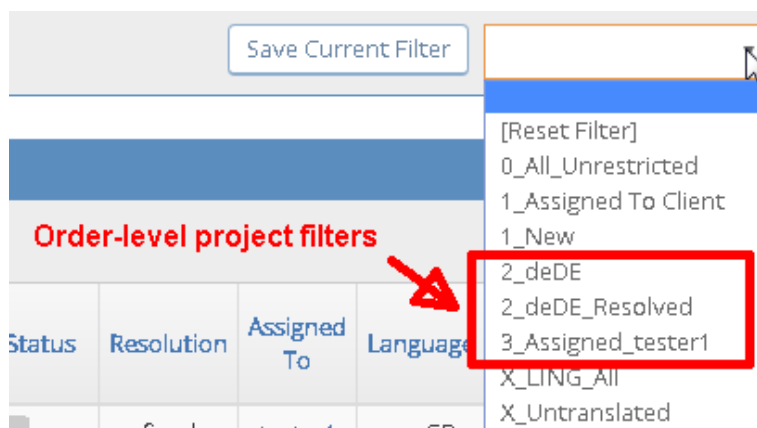 Save Current Filter
[Reset Filter]
0_All_Unrestricted
1_Assigned To Client
1_New
Order-level project filters
2_deDE
2_deDE_Resolved
3_Assigned_tester1
Status Resolution Assigned To Language
X_LING_All
X_Untranslated